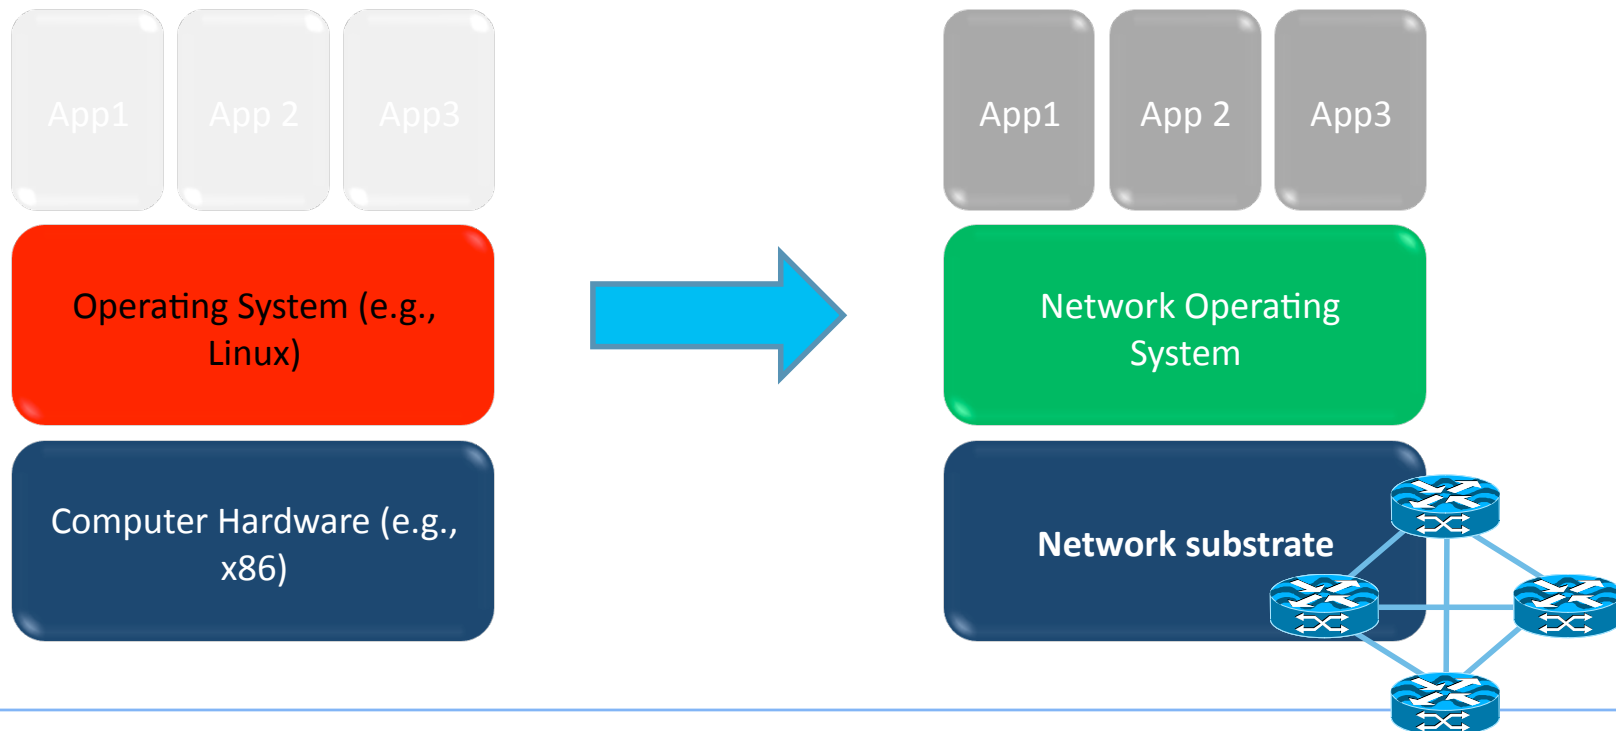 App1
App 2
App3
Operating System (e.g.,
Linux)
Computer Hardware (e.g.,
x86)
App1
App 2
App3
Network Operating
System
Network substrate